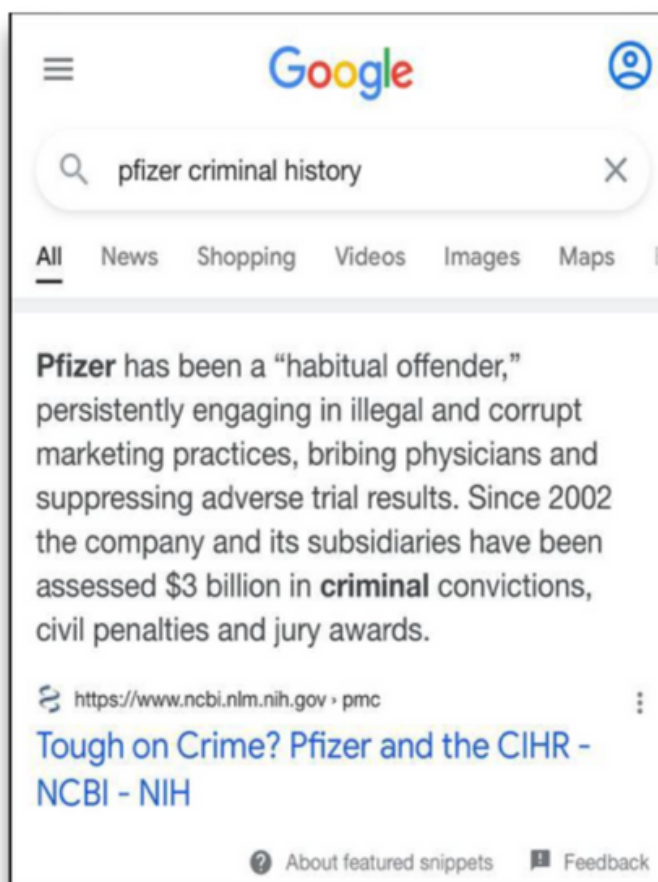 Google
pfizer criminal history
All News Shopping Videos Images Maps
Pfizer has been a “habitual offender,”
persistently engaging in illegal and corrupt
marketing practices, bribing physicians and
suppressing adverse trial results. Since 2002
the company and its subsidiaries have been
assessed $3 billion in criminal convictions,
civil penalties and jury awards.
https://www.ncbi.nlm.nih.gov › pmc
Tough on Crime? Pfizer and the CIHR -
NCBI - NIH
About featured snippets Feedback